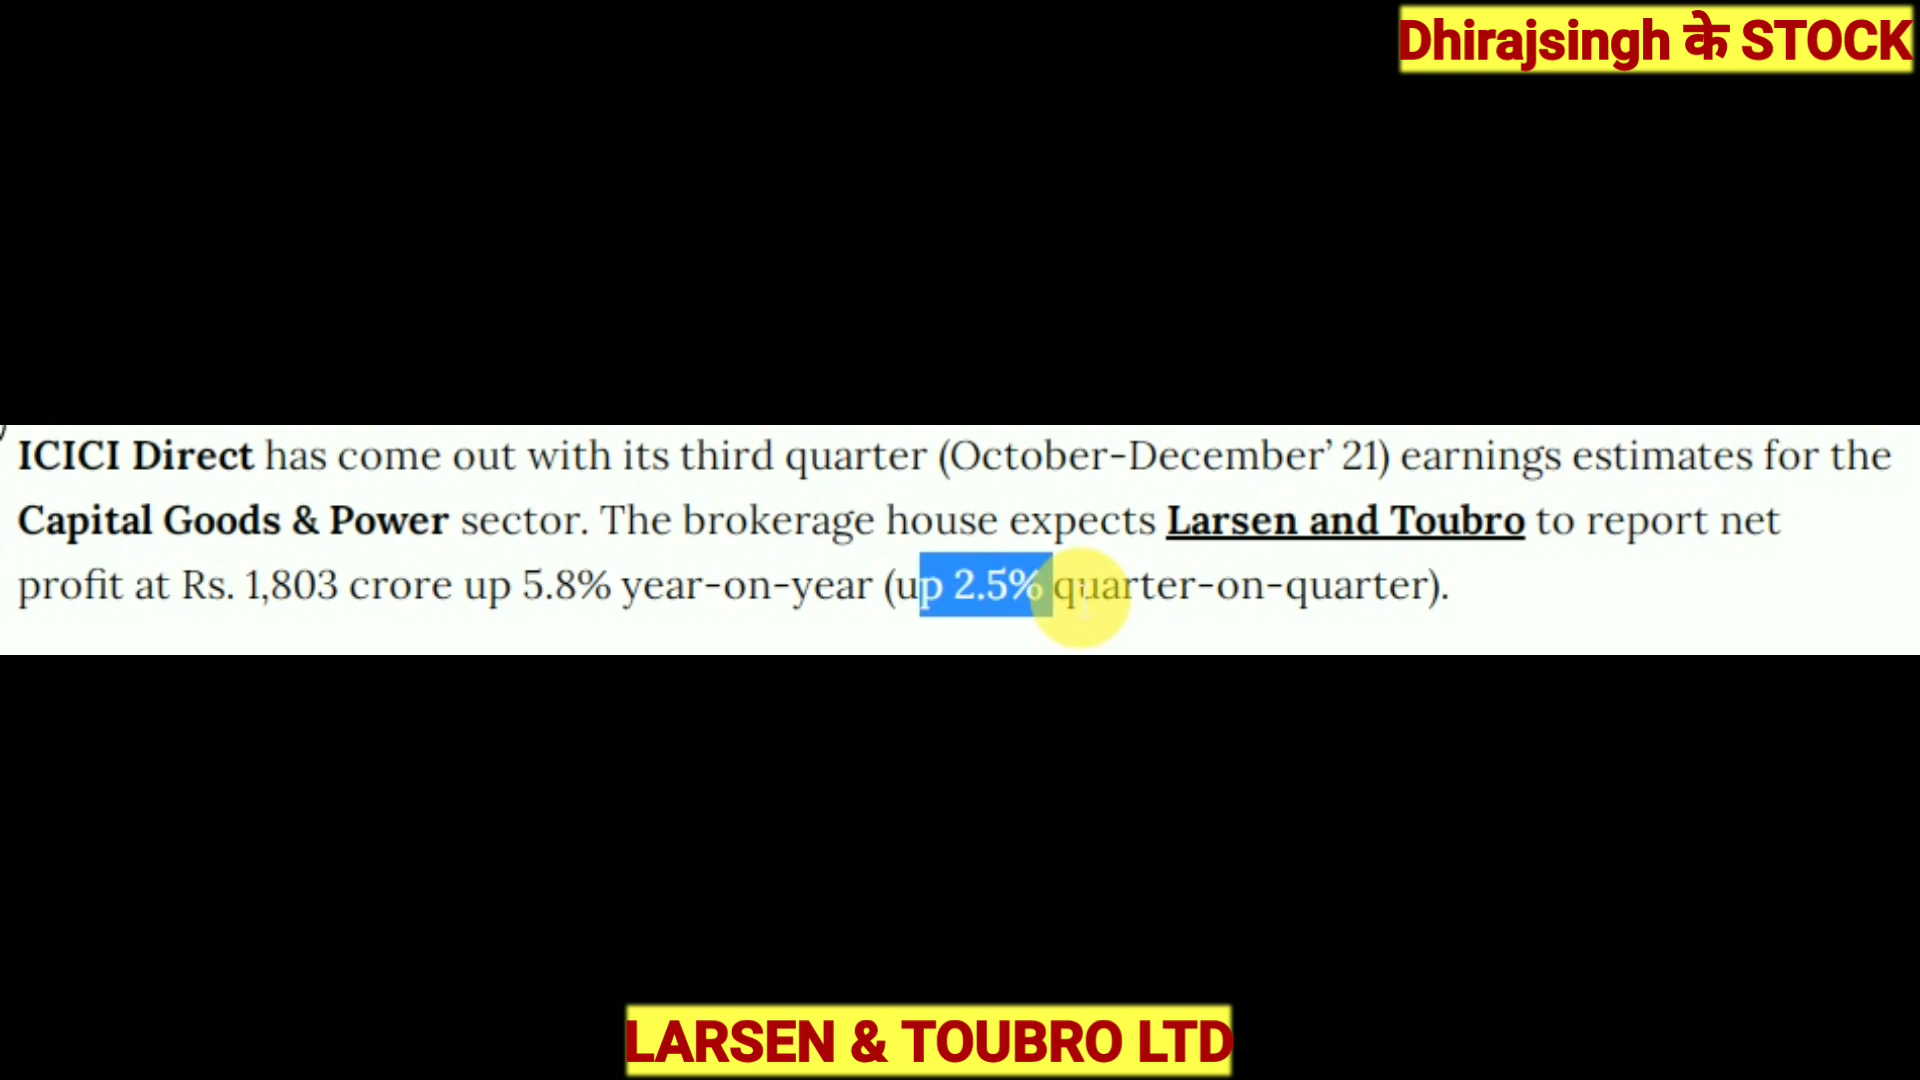 Dhirajsingh के STOCK
ICICI Direct has come out with its third quarter (October-December’ 21) earnings estimates for the
Capital Goods & Power sector. The brokerage house expects Larsen and Toubro to report net
profit at Rs. 1,803 crore up 5.8% year-on-year (up 2.5% quarter-on-quarter).
LARSEN & TOUBRO LTD